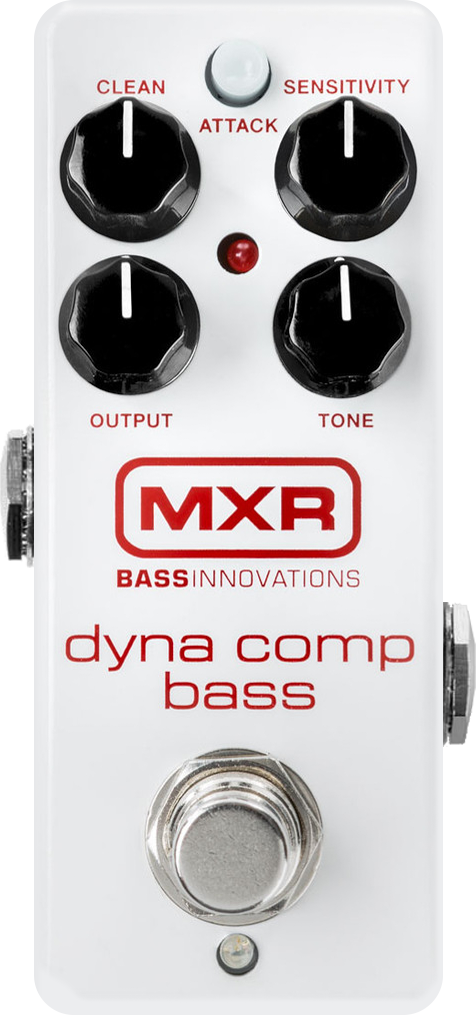 CLEAN
SENSITIVITY
ATTACK
OUTPUT
TONE
MXR
BASSINNOVATIONS
dyna comp
bass